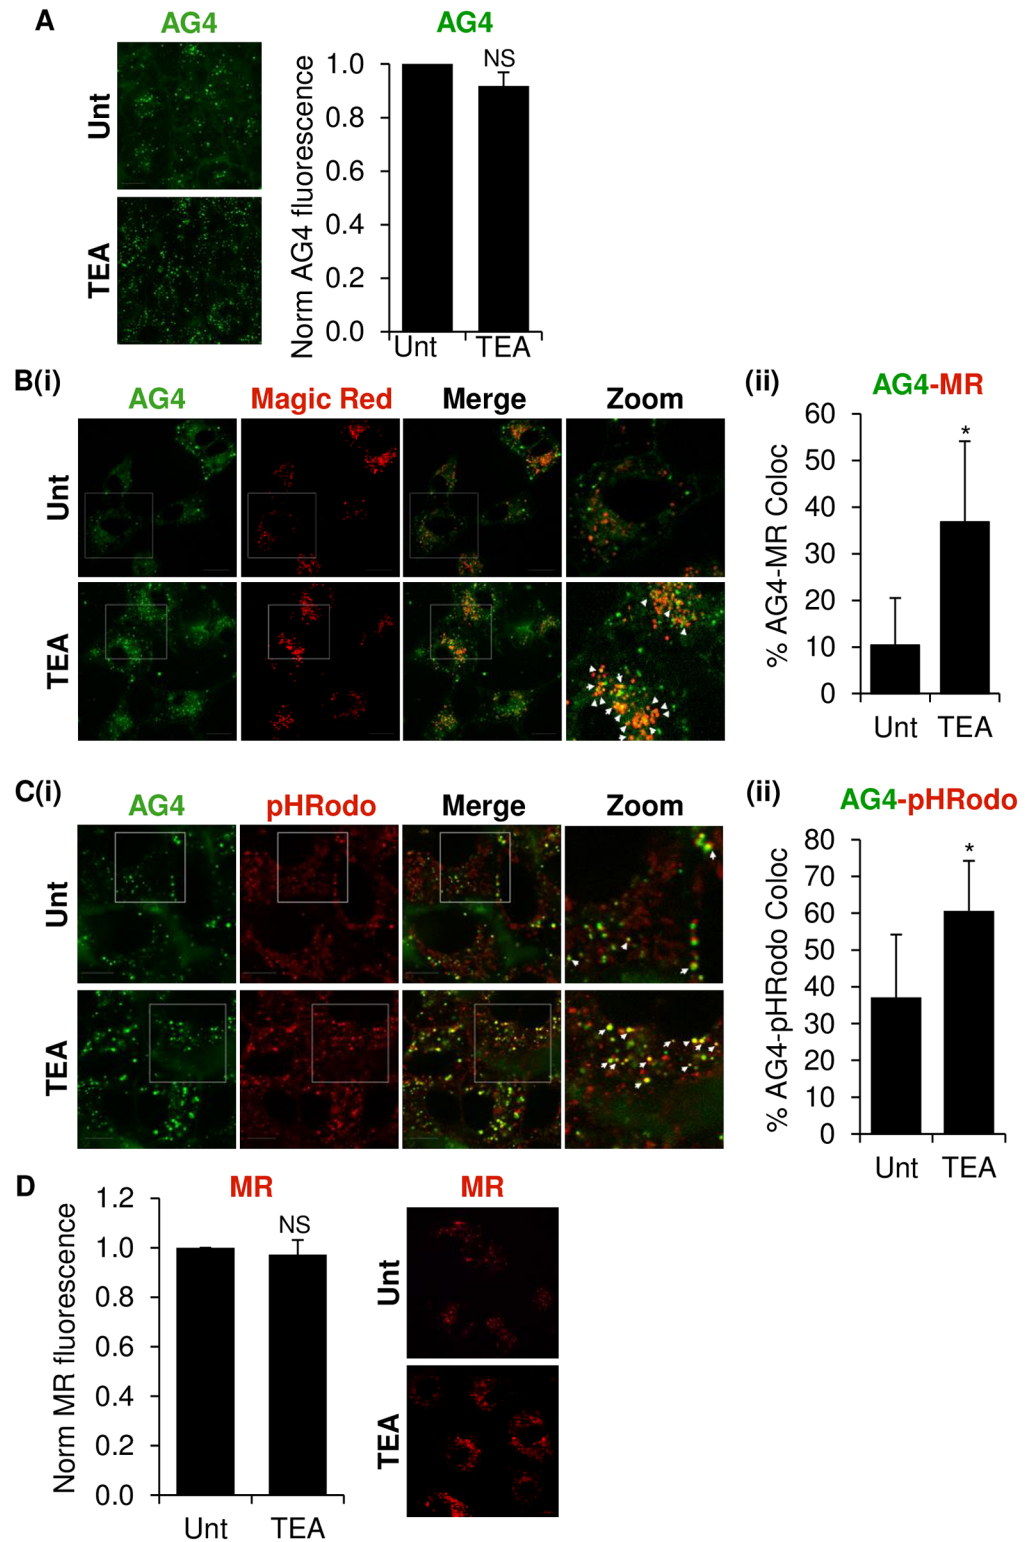 A
AG4
AG4
Unt
TEA
Norm AG4 fluorescence
1.0
0.8
0.6
0.4
0.2
0.0
NS
Unt
TEA
B(i)
AG4
Magic Red
Merge
Zoom
Unt
TEA
(ii)
AG4-MR
% AG4-MR Coloc
60
50
40
30
20
10
0
*
Unt
TEA
C(i)
AG4
pHRodo
Merge
Zoom
Unt
TEA
(ii)
AG4-pHRodo
% AG4-pHRodo Coloc
80
70
60
50
40
30
20
10
0
*
Unt
TEA
D
MR
Norm MR fluorescence
1.2
1.0
0.8
0.6
0.4
0.2
0.0
NS
Unt
TEA
MR
Unt
TEA